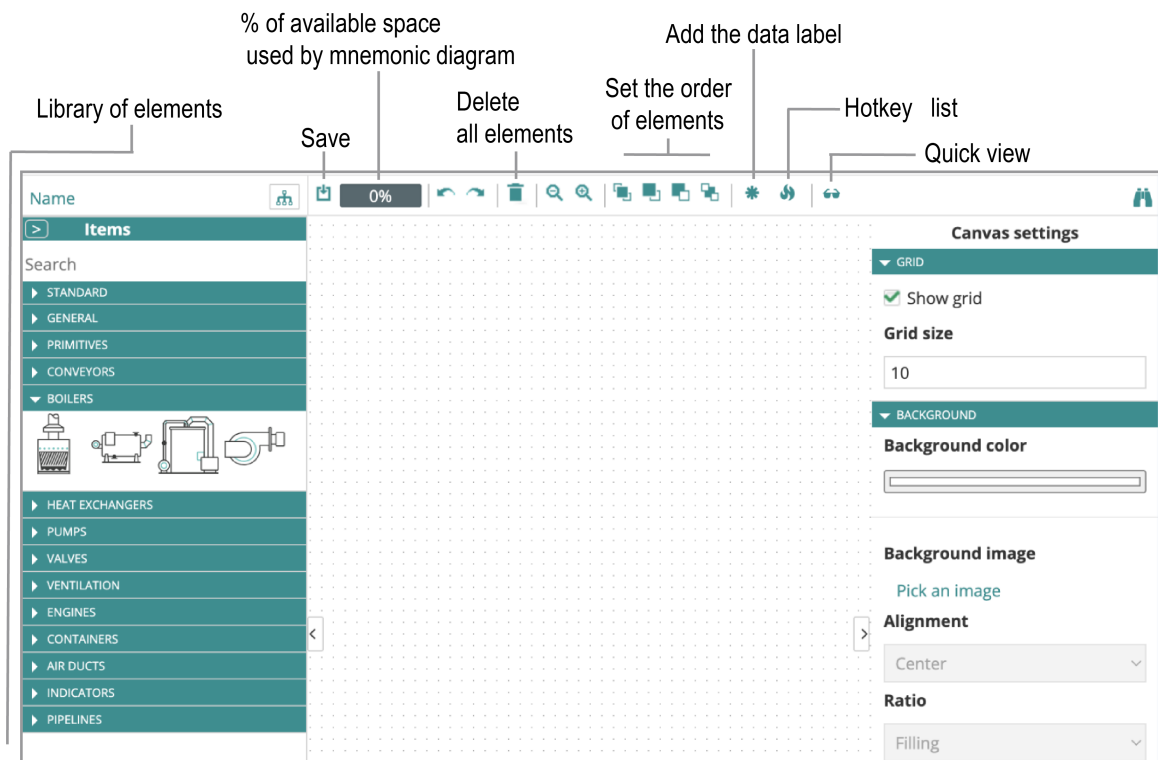 % of available space
used by mnemonic diagram
Add the data label
Library of elements
Save
Delete
all elements
Set the order
of elements
Hotkey list
Quick view
Name
0%
> Items
Search
STANDARD
GENERAL
PRIMITIVES
CONVEYORS
BOILERS
HEAT EXCHANGERS
PUMPS
VALVES
VENTILATION
ENGINES
CONTAINERS
AIR DUCTS
INDICATORS
PIPELINES
Canvas settings
GRID
Show grid
Grid size
10
BACKGROUND
Background color
Background image
Pick an image
Alignment
Center
Ratio
Filling